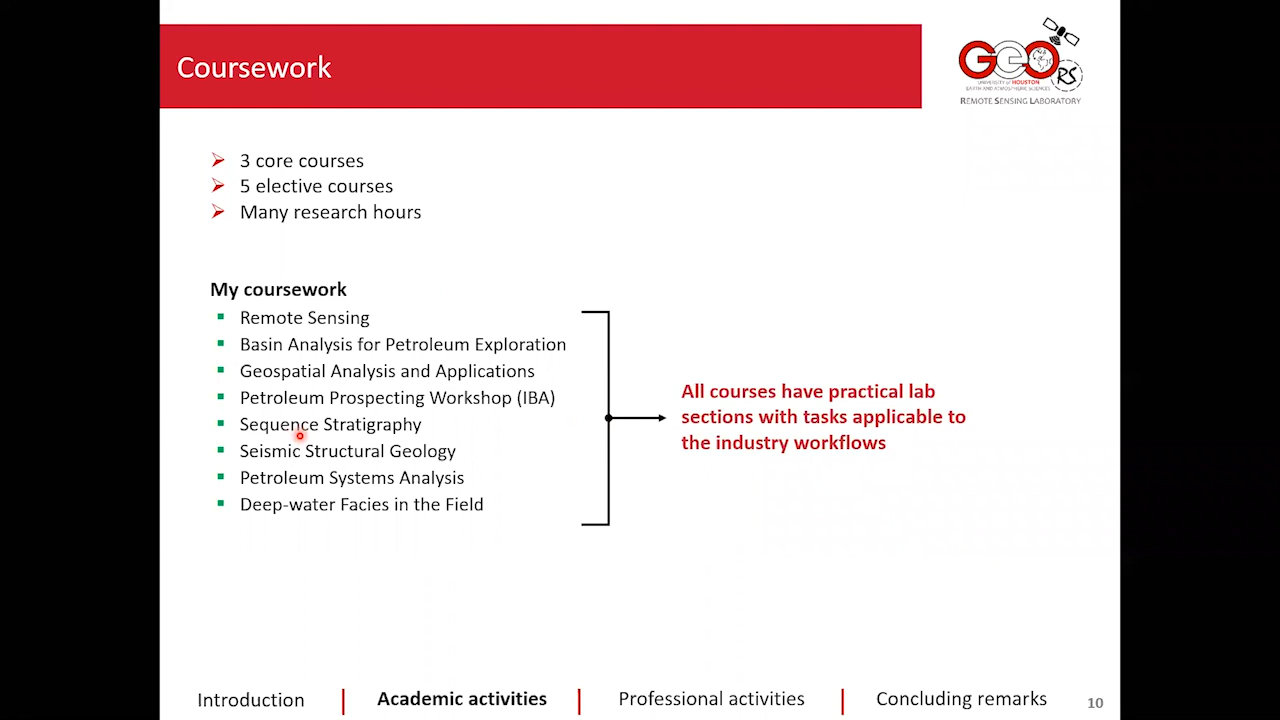 Coursework
GEO
RS
UNIVERSITY OF HOUSTON
EARTH AND ATMOSPHERIC SCIENCES
REMOTE SENSING LABORATORY
3 core courses
5 elective courses
Many research hours
My coursework
Remote Sensing
Basin Analysis for Petroleum Exploration
Geospatial Analysis and Applications
Petroleum Prospecting Workshop (IBA)
Sequence Stratigraphy
Seismic Structural Geology
Petroleum Systems Analysis
Deep-water Facies in the Field
All courses have practical lab
sections with tasks applicable to
the industry workflows
Introduction | Academic activities | Professional activities | Concluding remarks 10